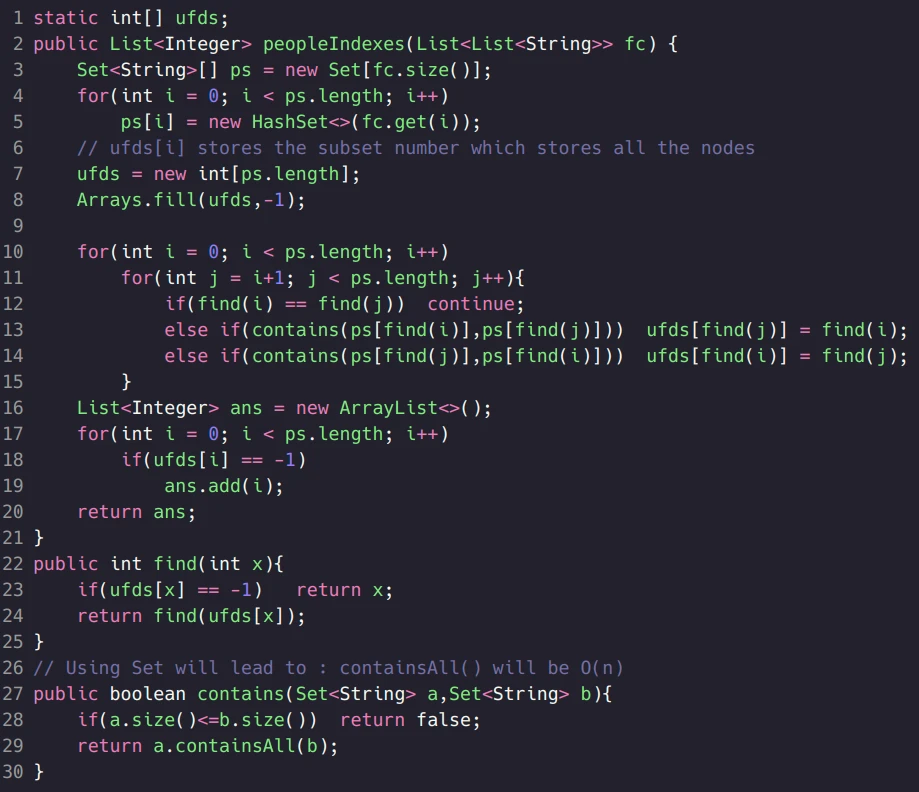 1 static int[] ufds;
2 public List<Integer> peopleIndexes(List<List<String>> fc) {
3     Set<String>[] ps = new Set[fc.size()];
4     for(int i = 0; i < ps.length; i++)
5         ps[i] = new HashSet<>(fc.get(i));
6     // ufds[i] stores the subset number which stores all the nodes
7     ufds = new int[ps.length];
8     Arrays.fill(ufds,-1);
9
10     for(int i = 0; i < ps.length; i++)
11         for(int j = i+1; j < ps.length; j++){
12             if(find(i) == find(j))  continue;
13             else if(contains(ps[find(i)],ps[find(j)]))  ufds[find(j)] = find(i);
14             else if(contains(ps[find(j)],ps[find(i)]))  ufds[find(i)] = find(j);
15         }
16     List<Integer> ans = new ArrayList<>();
17     for(int i = 0; i < ps.length; i++)
18         if(ufds[i] == -1)
19             ans.add(i);
20     return ans;
21 }
22 public int find(int x){
23     if(ufds[x] == -1)   return x;
24     return find(ufds[x]);
25 }
26 // Using Set will lead to : containsAll() will be O(n)
27 public boolean contains(Set<String> a,Set<String> b){
28     if(a.size()<=b.size())  return false;
29     return a.containsAll(b);
30 }